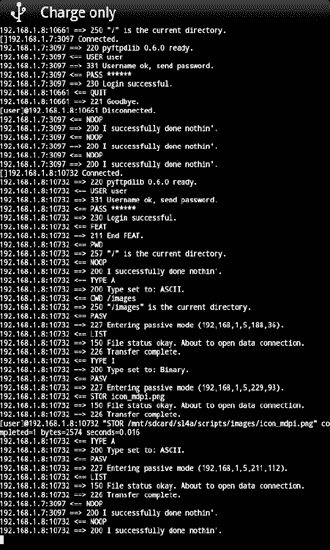 Charge only
192.168.1.8:10661 ==> 250 "/" is the current directory.
[]192.168.1.7:3097 Connected.
192.168.1.7:3097 ==> 220 pyftpdlib 0.6.0 ready.
192.168.1.7:3097 <== USER user
192.168.1.7:3097 ==> 331 Username ok, send password.
192.168.1.7:3097 <== PASS ******
192.168.1.7:3097 ==> 230 Login successful.
192.168.1.8:10661 <== QUIT
192.168.1.8:10661 ==> 221 Goodbye.
[user]@192.168.1.8:10661 Disconnected.
192.168.1.7:3097 <== NOOP
192.168.1.7:3097 ==> 200 I successfully done nothin'.
192.168.1.7:3097 <== NOOP
192.168.1.7:3097 ==> 200 I successfully done nothin'.
192.168.1.7:3097 <== NOOP
192.168.1.7:3097 ==> 200 I successfully done nothin'.
[]192.168.1.8:10732 Connected.
192.168.1.8:10732 ==> 220 pyftpdlib 0.6.0 ready.
192.168.1.8:10732 <== USER user
192.168.1.8:10732 ==> 331 Username ok, send password.
192.168.1.8:10732 <== PASS ******
192.168.1.8:10732 ==> 230 Login successful.
192.168.1.8:10732 <== FEAT
192.168.1.8:10732 ==> 211 End FEAT.
192.168.1.8:10732 <== PWD
192.168.1.8:10732 ==> 257 "/" is the current directory.
192.168.1.8:10732 <== NOOP
192.168.1.8:10732 ==> 200 I successfully done nothin'.
192.168.1.8:10732 <== TYPE A
192.168.1.8:10732 ==> 200 Type set to: ASCII.
192.168.1.8:10732 <== CWD /images
192.168.1.8:10732 ==> 250 "/images" is the current directory.
192.168.1.8:10732 <== PASV
192.168.1.8:10732 ==> 227 Entering passive mode (192,168,1,5,188,36).
192.168.1.8:10732 <== LIST
192.168.1.8:10732 ==> 150 File status okay. About to open data connection.
192.168.1.8:10732 ==> 226 Transfer complete.
192.168.1.8:10732 <== TYPE I
192.168.1.8:10732 ==> 200 Type set to: Binary.
192.168.1.8:10732 <== PASV
192.168.1.8:10732 ==> 227 Entering passive mode (192,168,1,5,229,93).
192.168.1.8:10732 <== STOR icon_mdpi.png
192.168.1.8:10732 ==> 150 File status okay. About to open data connection.
192.168.1.8:10732 ==> 226 Transfer complete.
[user]@192.168.1.8:10732 "STOR /mnt/sdcard/sl4a/scripts/images/icon_mdpi.png" co
mpleted=1 bytes=2574 seconds=0.016
192.168.1.8:10732 <== TYPE A
192.168.1.8:10732 ==> 200 Type set to: ASCII.
192.168.1.8:10732 <== PASV
192.168.1.8:10732 ==> 227 Entering passive mode (192,168,1,5,211,112).
192.168.1.8:10732 <== LIST
192.168.1.8:10732 ==> 150 File status okay. About to open data connection.
192.168.1.8:10732 ==> 226 Transfer complete.
192.168.1.7:3097 <== NOOP
192.168.1.7:3097 ==> 200 I successfully done nothin'.
192.168.1.8:10732 <== NOOP
192.168.1.8:10732 ==> 200 I successfully done nothin'.